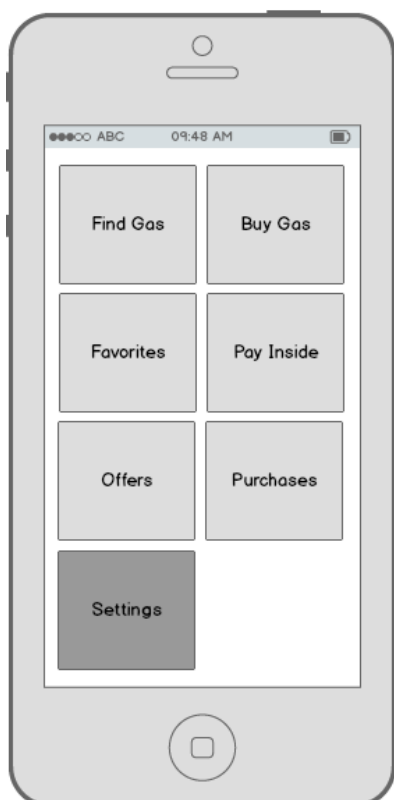 ABC 09:48 AM
Find Gas Buy Gas
Favorites Pay Inside
Offers Purchases
Settings